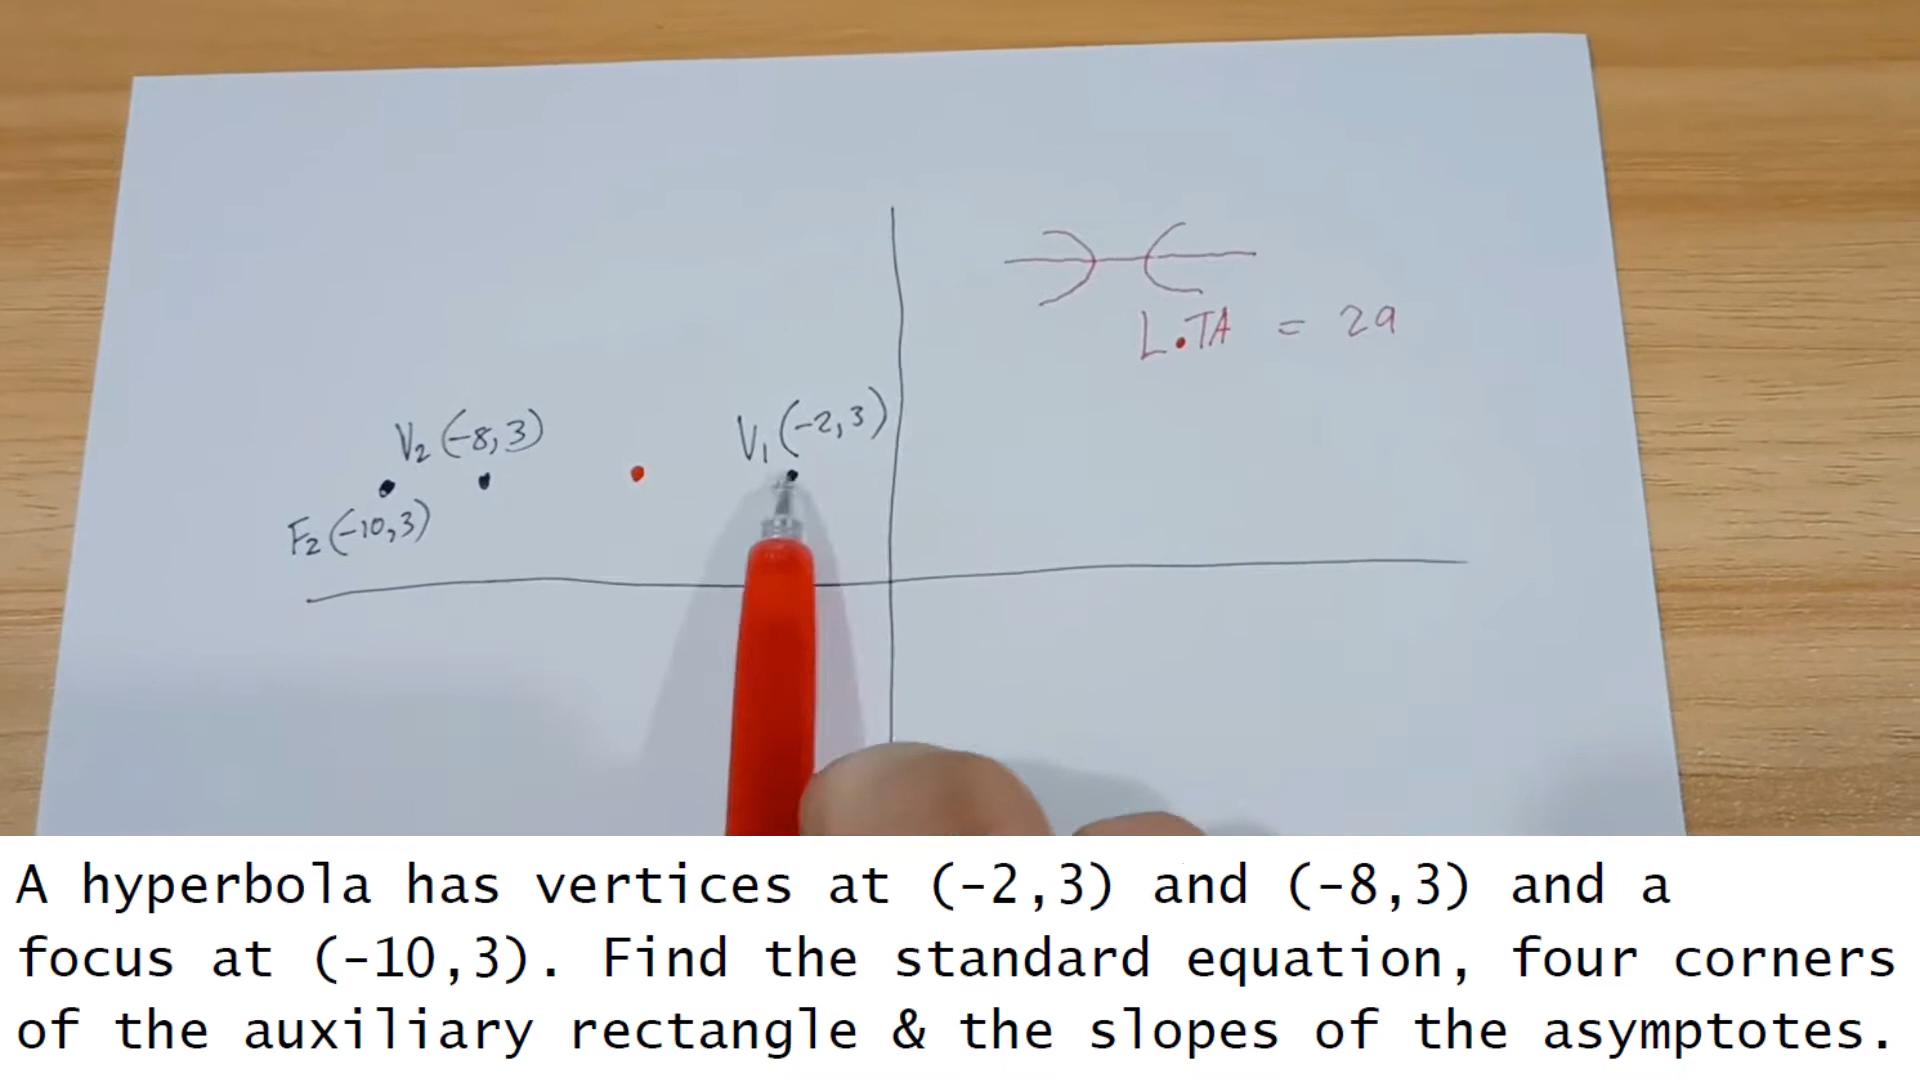 L.TA = 2a
V₂(-8,3)
V₁(-2,3)
F₂(-10,3)
A hyperbola has vertices at (-2,3) and (-8,3) and a
focus at (-10,3). Find the standard equation, four corners
of the auxiliary rectangle & the slopes of the asymptotes.